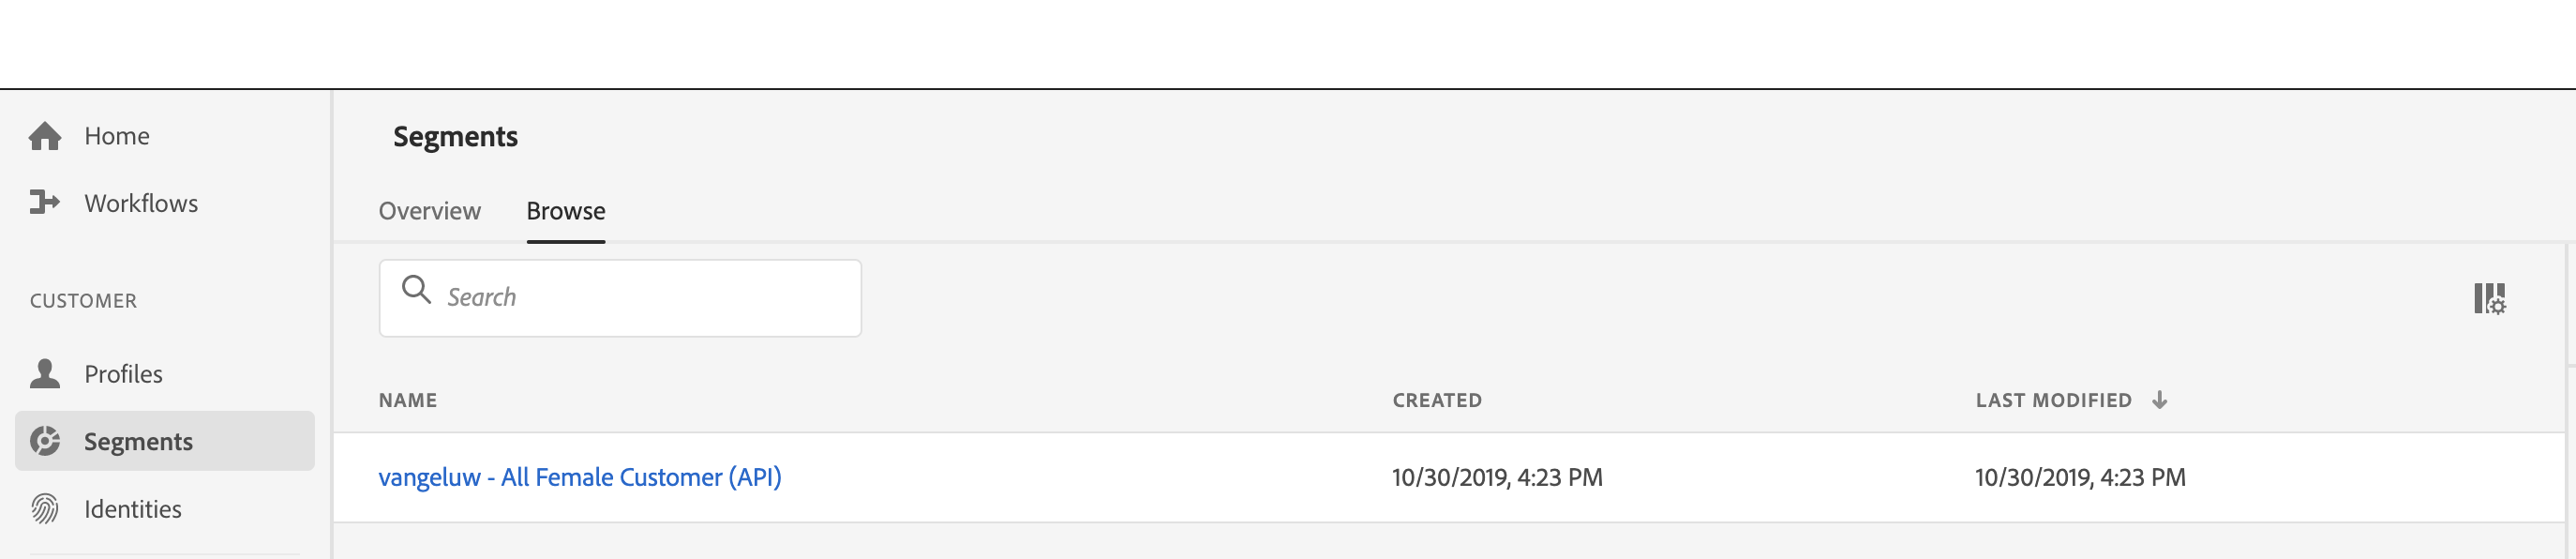 Home
Workflows
CUSTOMER
Profiles
Segments
Identities
Segments
Overview Browse
Search
NAME CREATED LAST MODIFIED
vangeluw - All Female Customer (API) 10/30/2019, 4:23 PM 10/30/2019, 4:23 PM